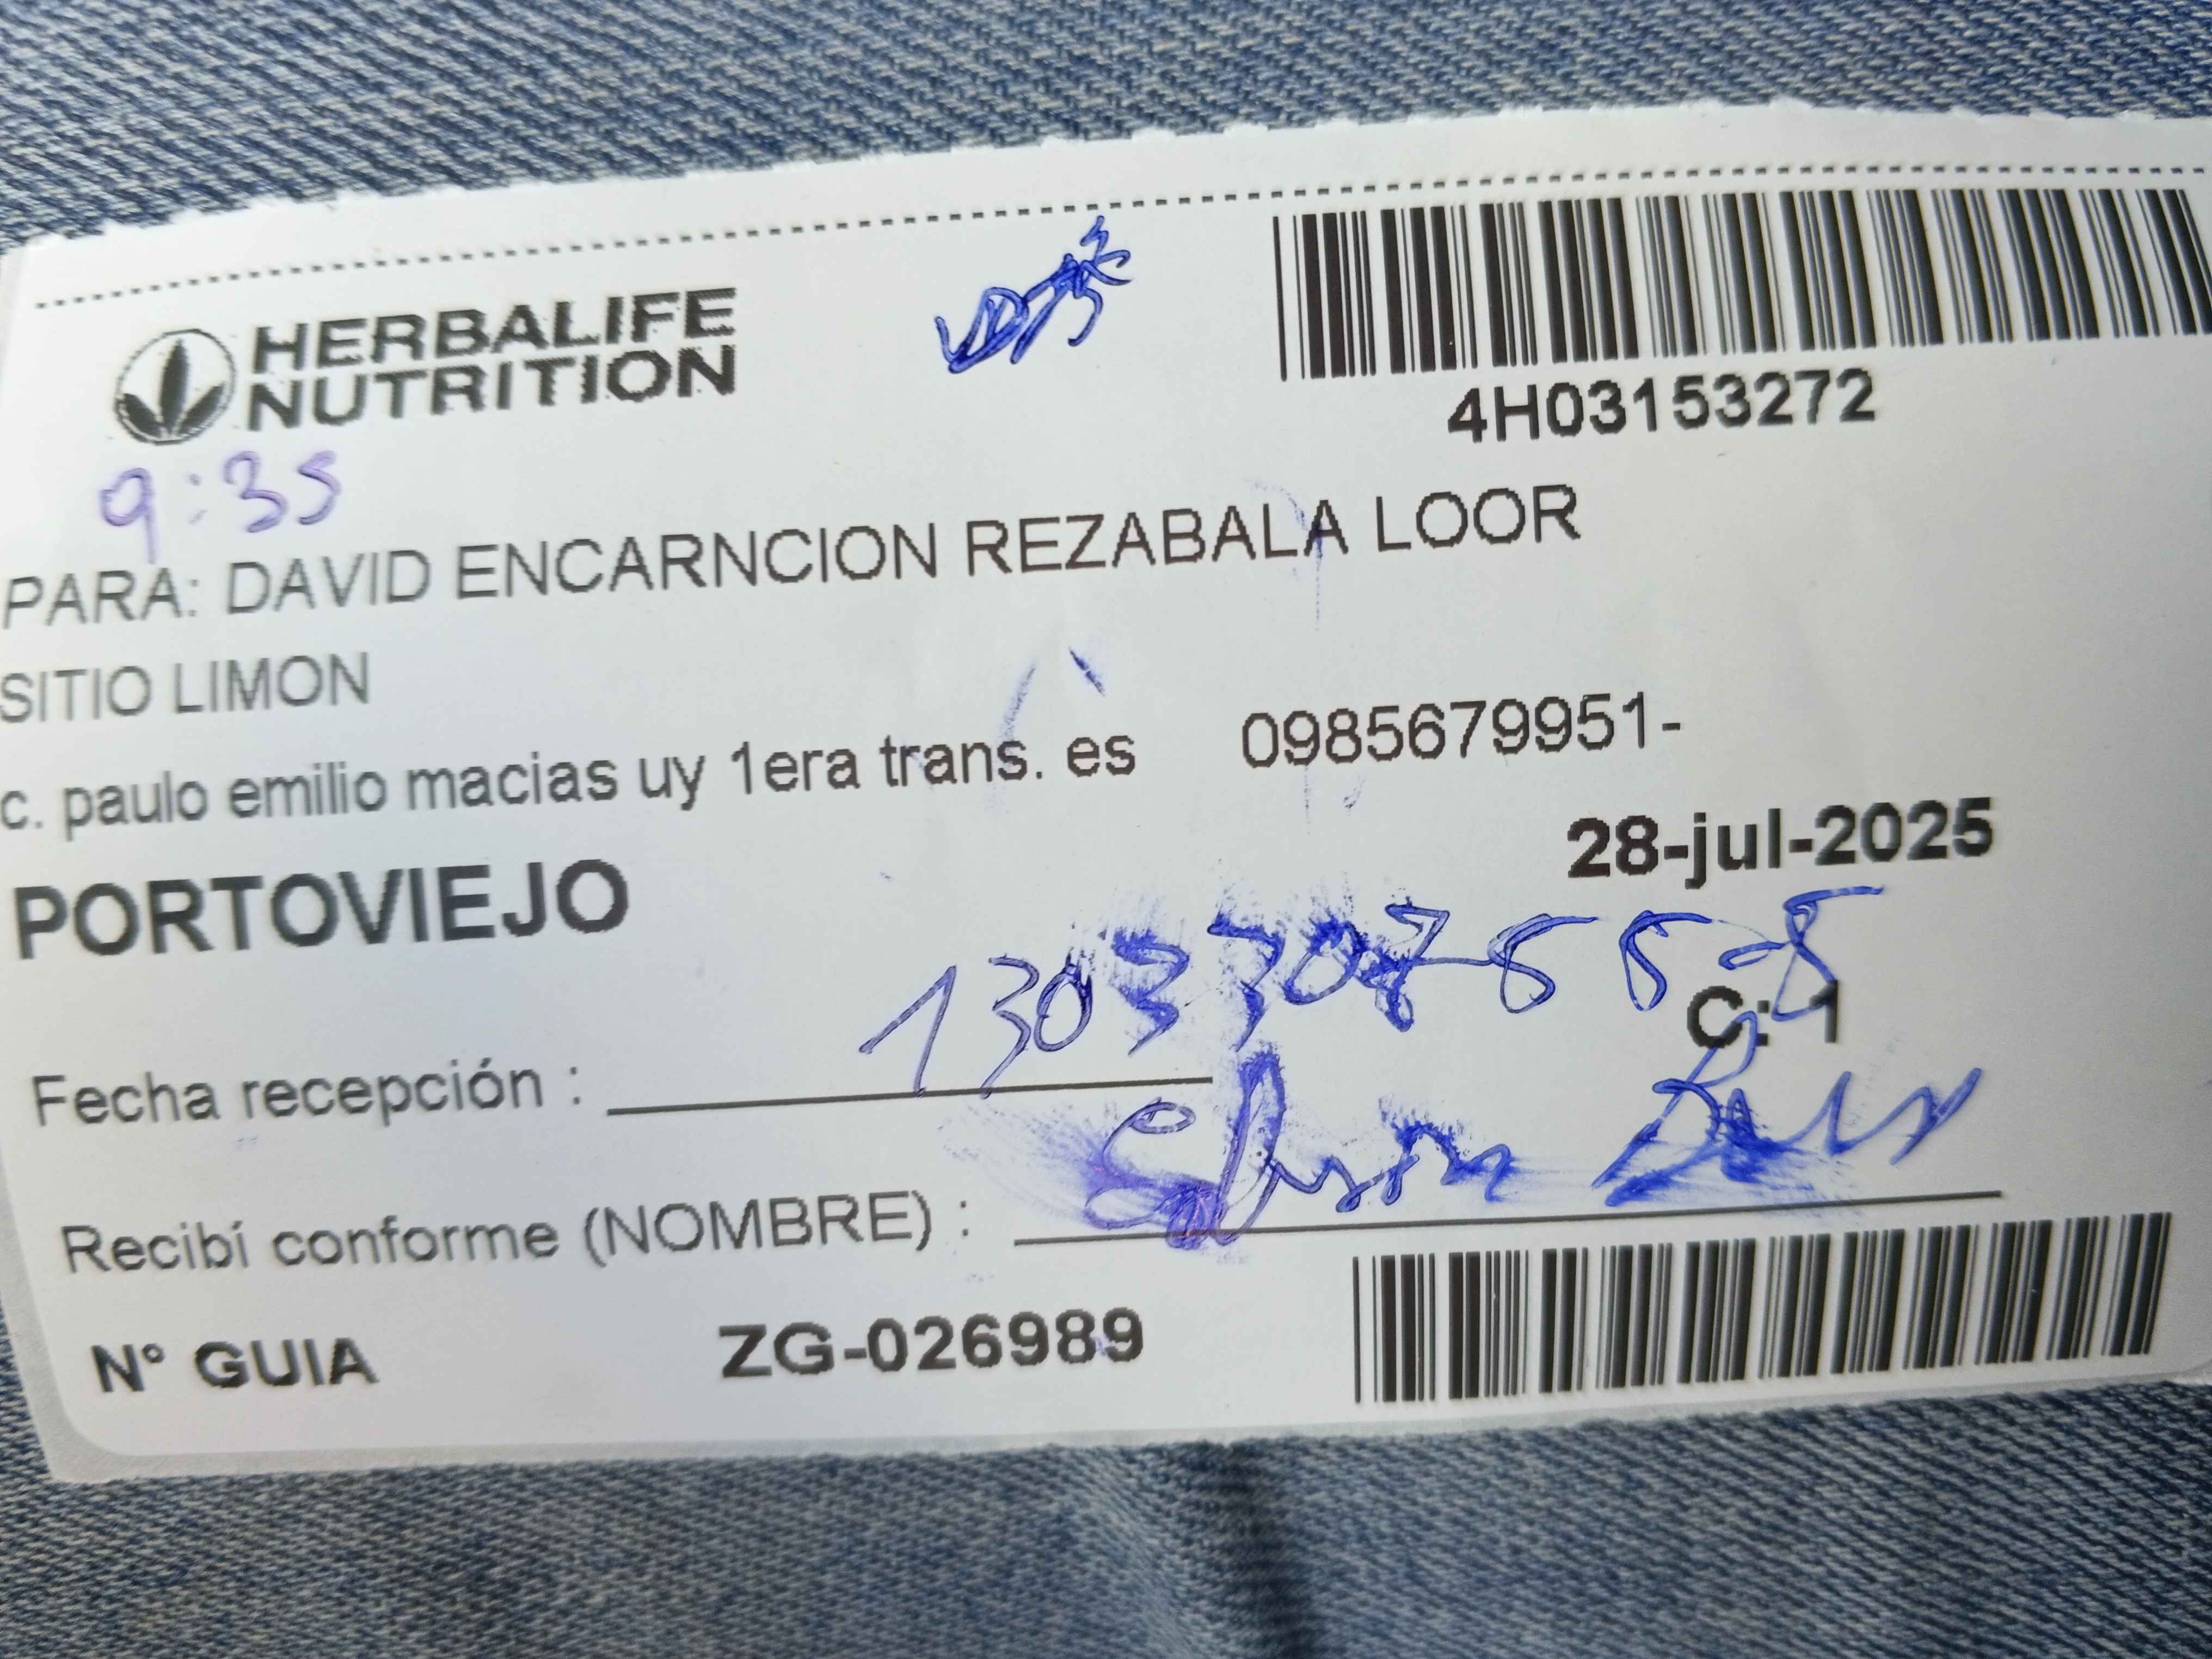 HERBALIFE
NUTRITION
4H03153272
9:35
PARA: DAVID ENCARNCION REZABALA LOOR
SITIO LIMON
c. paulo emilio macias uy 1era trans. es 0985679951-
28-jul-2025
PORTOVIEJO
C: 1
Fecha recepción :
Recibí conforme (NOMBRE) :
N° GUIA ZG-026989